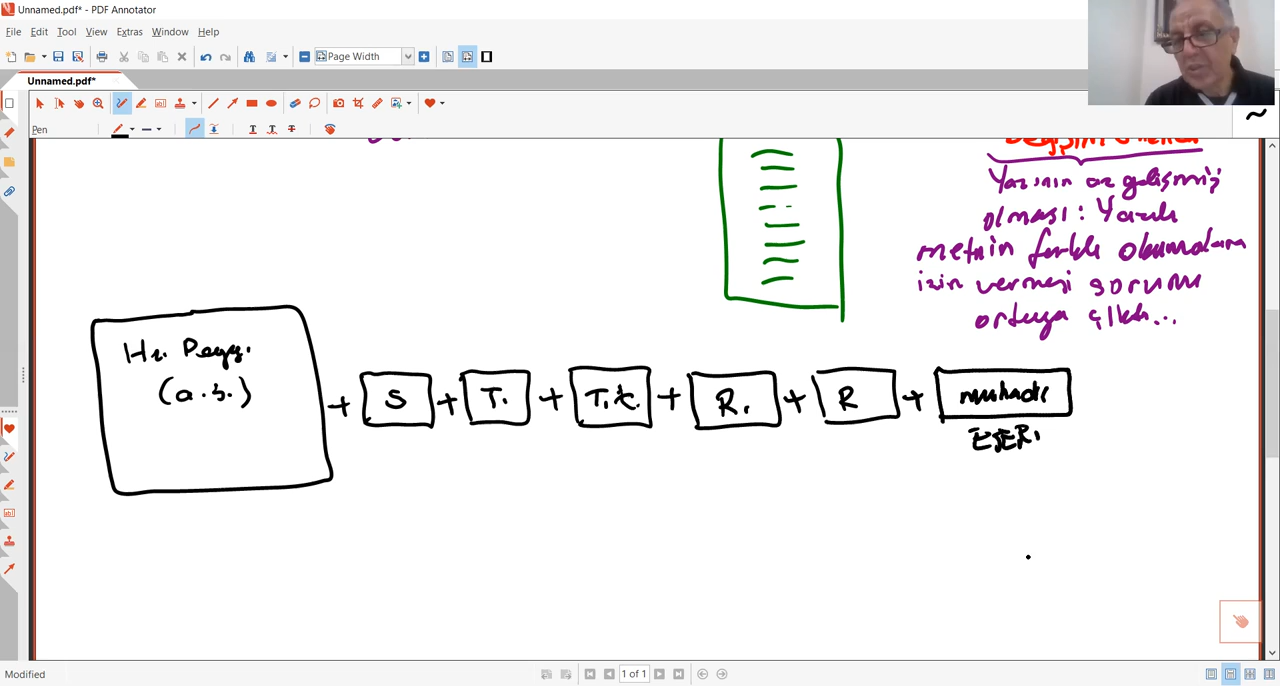 Unnamed.pdf* - PDF Annotator
File Edit Tool View Extras Window Help
Page Width
Unnamed.pdf*
Pen
Yazının az gelişmiş
olması: Yazılı
metnin farklı okumalara
izin vermesi sorunu
ortaya çıktı...
Hz. Peyg.
(a.s.)
+ S + T. + T.t. + R. + R + muhaddis
ESER.
Modified
1 of 1